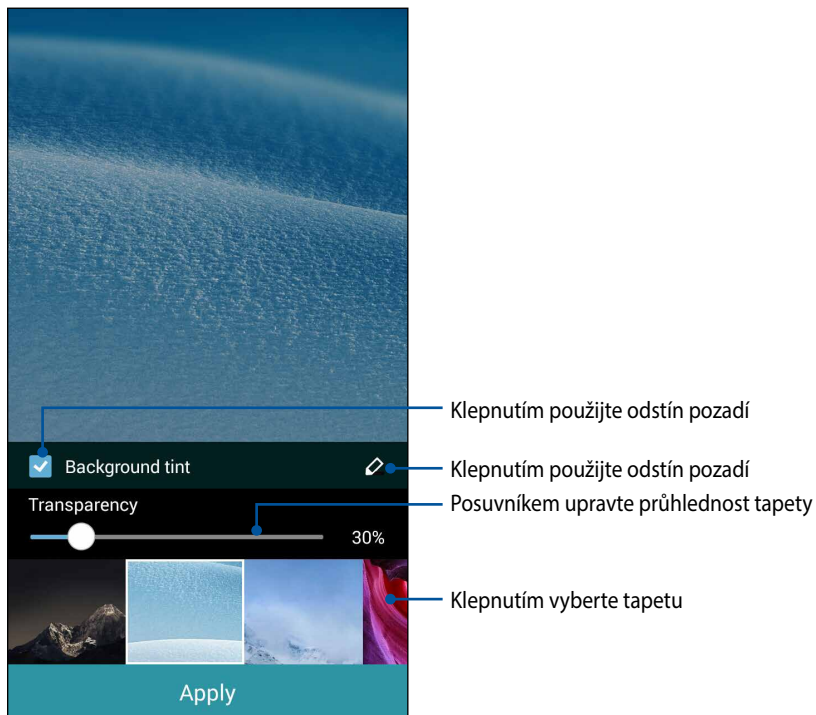 Klepnutím použijte odstín pozadí
Background tint
Klepnutím použijte odstín pozadí
Transparency
Posuvníkem upravte průhlednost tapety
30%
Klepnutím vyberte tapetu
Apply